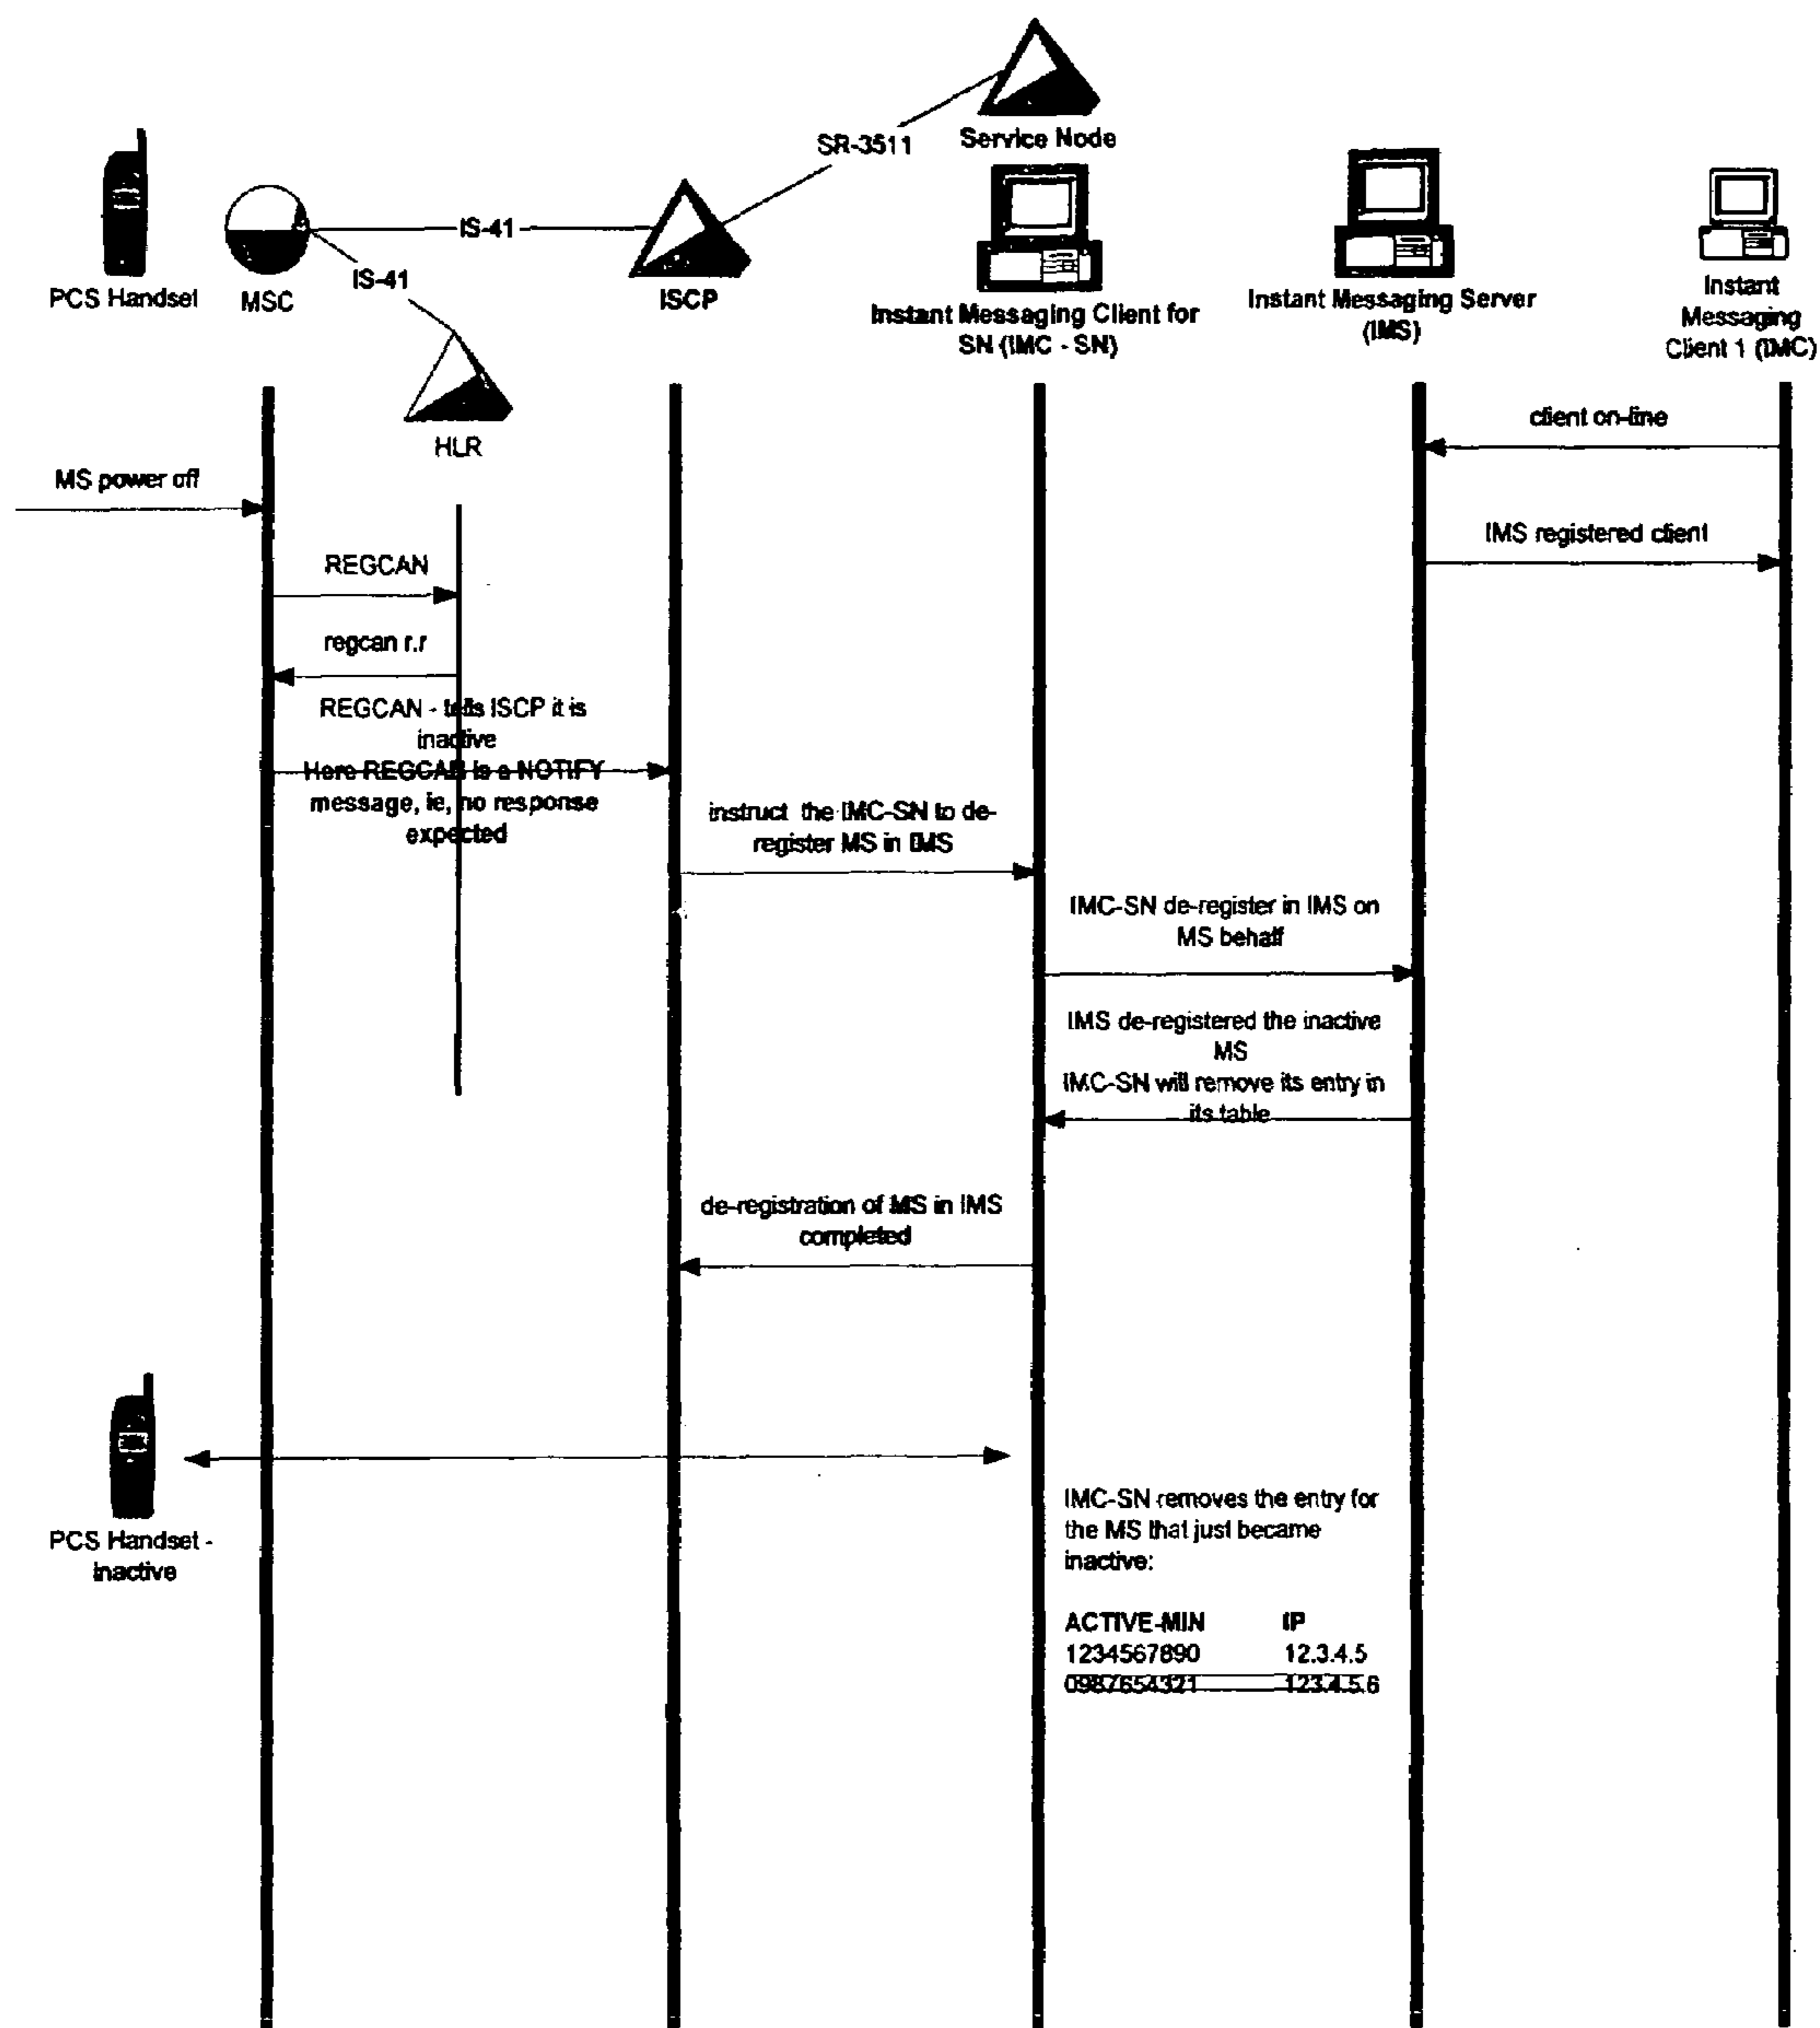 SR-3511
Service Node
IS-41
IS-41
PCS Handset
MSC
ISCP
Instant Messaging Client for
SN (IMC - SN)
Instant Messaging Server
(IMS)
Instant
Messaging
Client 1 (IMC)
HLR
client on-line
MS power off
IMS registered client
REGCAN
regcan r.r
REGCAN - tells ISCP it is
inactive
Here REGCAN is a NOTIFY
message, ie, no response
expected
instruct the IMC-SN to de-
register MS in IMS
IMC-SN de-register in IMS on
MS behalf
IMS de-registered the inactive
MS
IMC-SN will remove its entry in
its table
de-registration of MS in IMS
completed
PCS Handset -
inactive
IMC-SN removes the entry for
the MS that just became
inactive:
ACTIVE-MIN IP
1234567890 12.3.4.5
0987654321 123.4.5.6